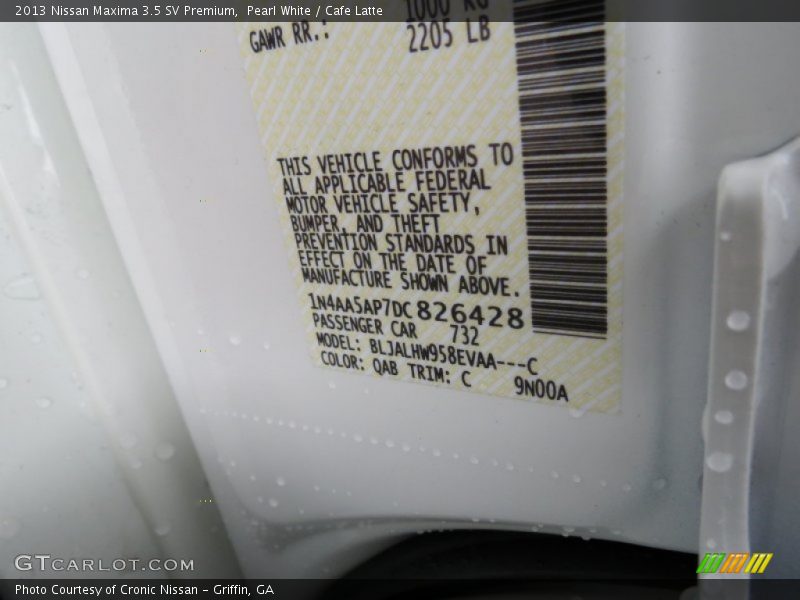 2013 Nissan Maxima 3.5 SV Premium,  Pearl White / Cafe Latte
1000 KG
GAWR RR.: 2205 LB
THIS VEHICLE CONFORMS TO
ALL APPLICABLE FEDERAL
MOTOR VEHICLE SAFETY,
BUMPER, AND THEFT
PREVENTION STANDARDS IN
EFFECT ON THE DATE OF
MANUFACTURE SHOWN ABOVE.
1N4AA5AP7DC826428
PASSENGER CAR 732
MODEL: BLJALHW958EVAA---C
COLOR: QAB TRIM: C 9N00A
GTCARLOT.COM
Photo Courtesy of Cronic Nissan - Griffin, GA